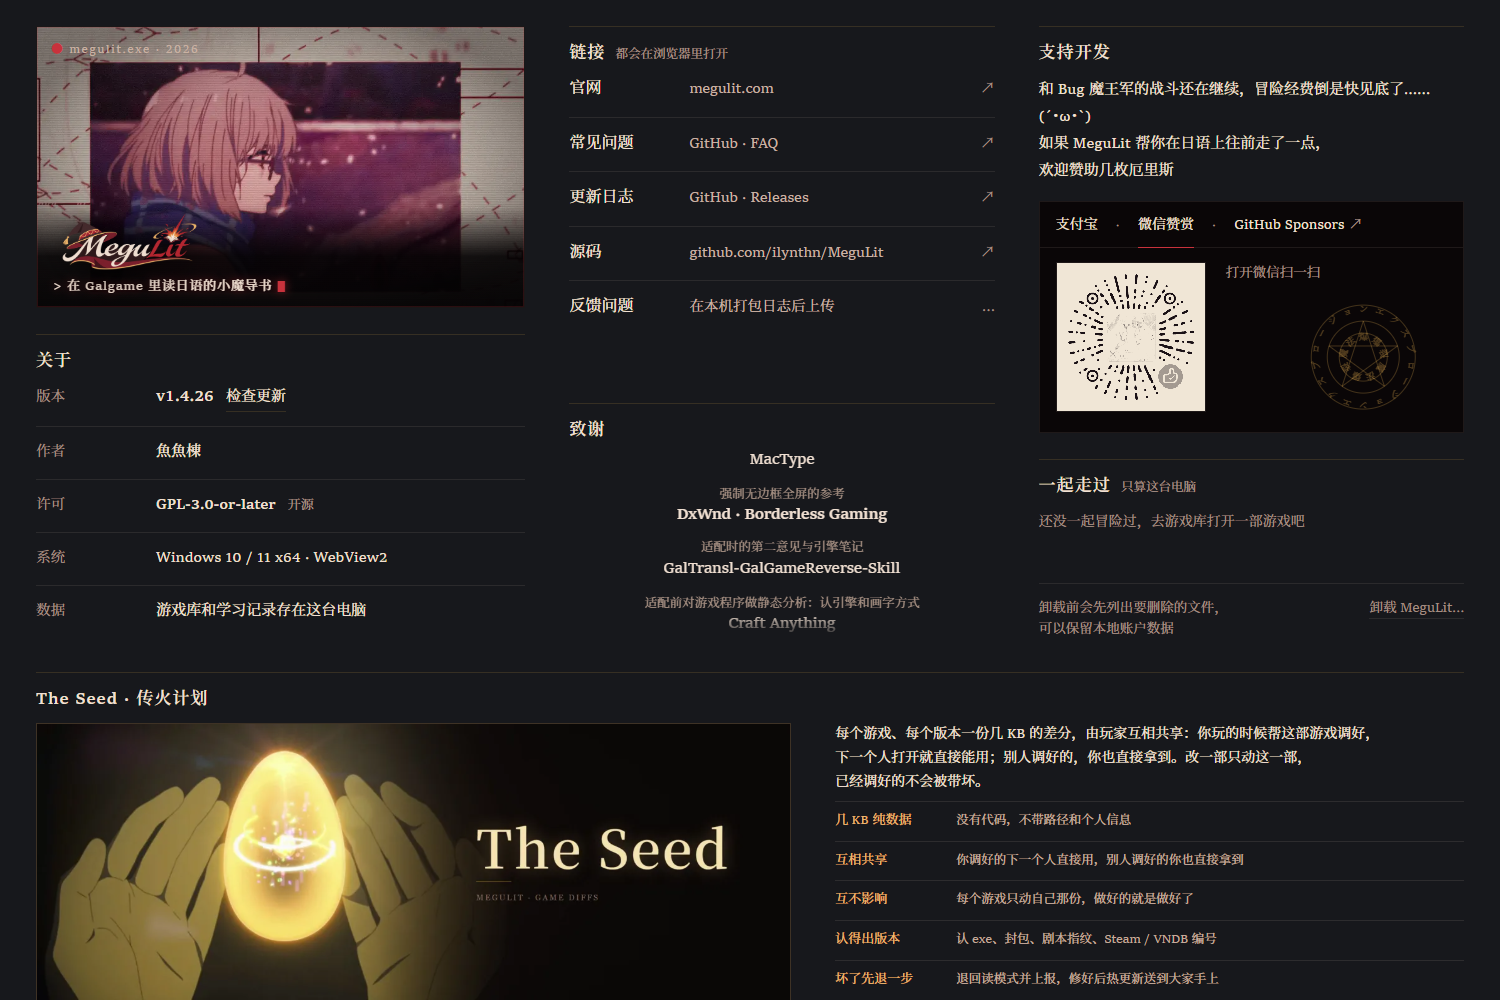 megulit.exe · 2026
MeguLit
> 在 Galgame 里读日语的小魔导书
关于
版本 v1.4.26 检查更新
作者 魚魚棟
许可 GPL-3.0-or-later 开源
系统 Windows 10 / 11 x64 · WebView2
数据 游戏库和学习记录存在这台电脑
链接 都会在浏览器里打开
官网 megulit.com ↗
常见问题 GitHub · FAQ ↗
更新日志 GitHub · Releases ↗
源码 github.com/ilynthn/MeguLit ↗
反馈问题 在本机打包日志后上传 …
致谢
MacType
强制无边框全屏的参考
DxWnd · Borderless Gaming
适配时的第二意见与引擎笔记
GalTransl-GalGameReverse-Skill
适配前对游戏程序做静态分析：认引擎和画字方式
Craft Anything
支持开发
和 Bug 魔王军的战斗还在继续，冒险经费倒是快见底了……
(´･ω･`)
如果 MeguLit 帮你在日语上往前走了一点，
欢迎赞助几枚厄里斯
支付宝 · 微信赞赏 · GitHub Sponsors ↗
打开微信扫一扫
一起走过 只算这台电脑
还没一起冒险过，去游戏库打开一部游戏吧
卸载前会先列出要删除的文件， 卸载 MeguLit…
可以保留本地账户数据
The Seed · 传火计划
The Seed
MEGULIT · GAME DIFFS
每个游戏、每个版本一份几 KB 的差分，由玩家互相共享：你玩的时候帮这部游戏调好，
下一个人打开就直接能用；别人调好的，你也直接拿到。改一部只动这一部，
已经调好的不会被带坏。
几 KB 纯数据 没有代码，不带路径和个人信息
互相共享 你调好的下一个人直接用，别人调好的你也直接拿到
互不影响 每个游戏只动自己那份，做好的就是做好了
认得出版本 认 exe、封包、剧本指纹、Steam / VNDB 编号
坏了先退一步 退回读模式并上报，修好后热更新送到大家手上